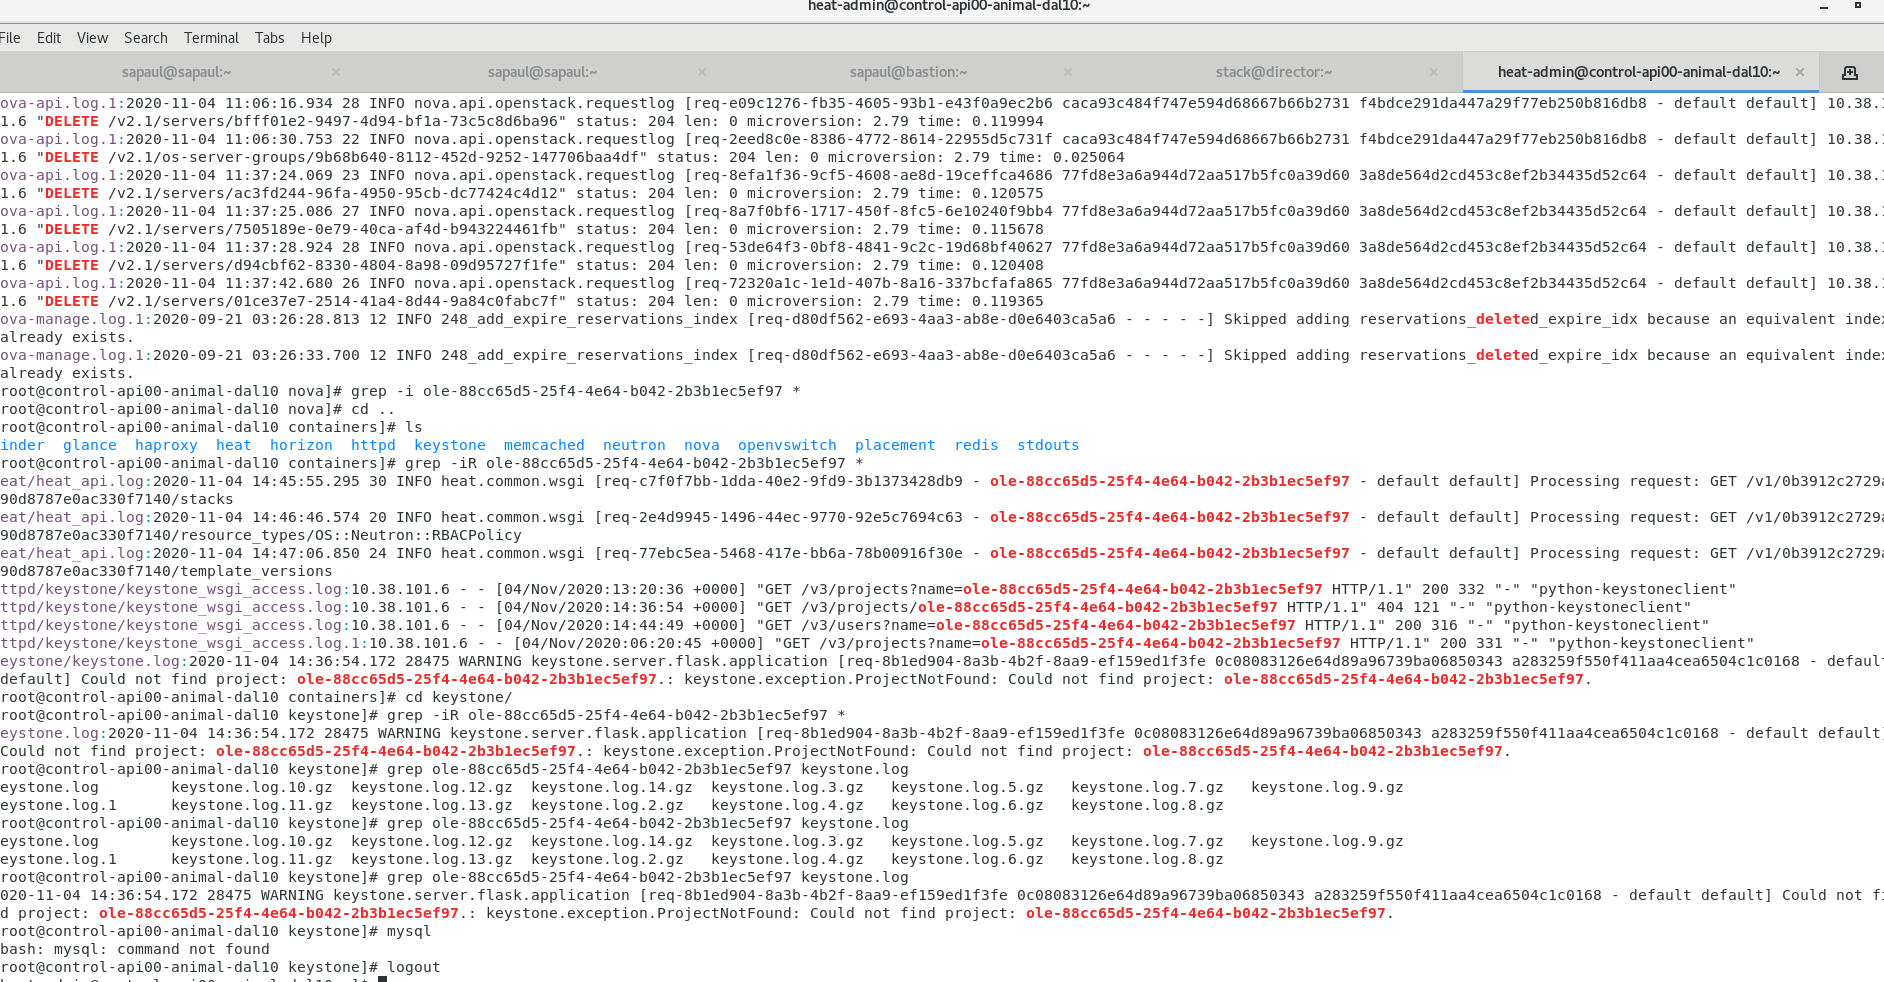 heat-admin@control-api00-animal-dal10:~
File Edit View Search Terminal Tabs Help
sapaul@sapaul:~ sapaul@sapaul:~ sapaul@bastion:~ stack@director:~ heat-admin@control-api00-animal-dal10:~
ova-api.log.1:2020-11-04 11:06:16.934 28 INFO nova.api.openstack.requestlog [req-e09c1276-fb35-4605-93b1-e43f0a9ec2b6 caca93c484f747e594d68667b66b2731 f4bdce291da447a29f77eb250b816db8 - default default] 10.38.1
1.6 "DELETE /v2.1/servers/bfff01e2-9497-4d94-bf1a-73c5c8d6ba96" status: 204 len: 0 microversion: 2.79 time: 0.119994
ova-api.log.1:2020-11-04 11:06:30.753 22 INFO nova.api.openstack.requestlog [req-2eed8c0e-8386-4772-8614-22955d5c731f caca93c484f747e594d68667b66b2731 f4bdce291da447a29f77eb250b816db8 - default default] 10.38.1
1.6 "DELETE /v2.1/os-server-groups/9b68b640-8112-452d-9252-147706baa4df" status: 204 len: 0 microversion: 2.79 time: 0.025064
ova-api.log.1:2020-11-04 11:37:24.069 23 INFO nova.api.openstack.requestlog [req-8efa1f36-9cf5-4608-ae8d-19ceffca4686 77fd8e3a6a944d72aa517b5fc0a39d60 3a8de564d2cd453c8ef2b34435d52c64 - default default] 10.38.1
1.6 "DELETE /v2.1/servers/ac3fd244-96fa-4950-95cb-dc77424c4d12" status: 204 len: 0 microversion: 2.79 time: 0.120575
ova-api.log.1:2020-11-04 11:37:25.086 27 INFO nova.api.openstack.requestlog [req-8a7f0bf6-1717-450f-8fc5-6e10240f9bb4 77fd8e3a6a944d72aa517b5fc0a39d60 3a8de564d2cd453c8ef2b34435d52c64 - default default] 10.38.1
1.6 "DELETE /v2.1/servers/7505189e-0e79-40ca-af4d-b943224461fb" status: 204 len: 0 microversion: 2.79 time: 0.115678
ova-api.log.1:2020-11-04 11:37:28.924 28 INFO nova.api.openstack.requestlog [req-53de64f3-0bf8-4841-9c2c-19d68bf40627 77fd8e3a6a944d72aa517b5fc0a39d60 3a8de564d2cd453c8ef2b34435d52c64 - default default] 10.38.1
1.6 "DELETE /v2.1/servers/d94cbf62-8330-4804-8a98-09d95727f1fe" status: 204 len: 0 microversion: 2.79 time: 0.120408
ova-api.log.1:2020-11-04 11:37:42.680 26 INFO nova.api.openstack.requestlog [req-72320a1c-1e1d-407b-8a16-337bcfafa865 77fd8e3a6a944d72aa517b5fc0a39d60 3a8de564d2cd453c8ef2b34435d52c64 - default default] 10.38.1
1.6 "DELETE /v2.1/servers/01ce37e7-2514-41a4-8d44-9a84c0fabc7f" status: 204 len: 0 microversion: 2.79 time: 0.119365
ova-manage.log.1:2020-09-21 03:26:28.813 12 INFO 248_add_expire_reservations_index [req-d80df562-e693-4aa3-ab8e-d0e6403ca5a6 - - - - -] Skipped adding reservations_deleted_expire_idx because an equivalent index
already exists.
ova-manage.log.1:2020-09-21 03:26:33.700 12 INFO 248_add_expire_reservations_index [req-d80df562-e693-4aa3-ab8e-d0e6403ca5a6 - - - - -] Skipped adding reservations_deleted_expire_idx because an equivalent index
already exists.
root@control-api00-animal-dal10 nova]# grep -i ole-88cc65d5-25f4-4e64-b042-2b3b1ec5ef97 *
root@control-api00-animal-dal10 nova]# cd ..
root@control-api00-animal-dal10 containers]# ls
inder glance haproxy heat horizon httpd keystone memcached neutron nova openvswitch placement redis stdouts
root@control-api00-animal-dal10 containers]# grep -iR ole-88cc65d5-25f4-4e64-b042-2b3b1ec5ef97 *
eat/heat_api.log:2020-11-04 14:45:55.295 30 INFO heat.common.wsgi [req-c7f0f7bb-1dda-40e2-9fd9-3b1373428db9 - ole-88cc65d5-25f4-4e64-b042-2b3b1ec5ef97 - default default] Processing request: GET /v1/0b3912c2729a
90d8787e0ac330f7140/stacks
eat/heat_api.log:2020-11-04 14:46:46.574 20 INFO heat.common.wsgi [req-2e4d9945-1496-44ec-9770-92e5c7694c63 - ole-88cc65d5-25f4-4e64-b042-2b3b1ec5ef97 - default default] Processing request: GET /v1/0b3912c2729a
90d8787e0ac330f7140/resource_types/OS::Neutron::RBACPolicy
eat/heat_api.log:2020-11-04 14:47:06.850 24 INFO heat.common.wsgi [req-77ebc5ea-5468-417e-bb6a-78b00916f30e - ole-88cc65d5-25f4-4e64-b042-2b3b1ec5ef97 - default default] Processing request: GET /v1/0b3912c2729a
90d8787e0ac330f7140/template_versions
ttpd/keystone/keystone_wsgi_access.log:10.38.101.6 - - [04/Nov/2020:13:20:36 +0000] "GET /v3/projects?name=ole-88cc65d5-25f4-4e64-b042-2b3b1ec5ef97 HTTP/1.1" 200 332 "-" "python-keystoneclient"
ttpd/keystone/keystone_wsgi_access.log:10.38.101.6 - - [04/Nov/2020:14:36:54 +0000] "GET /v3/projects/ole-88cc65d5-25f4-4e64-b042-2b3b1ec5ef97 HTTP/1.1" 404 121 "-" "python-keystoneclient"
ttpd/keystone/keystone_wsgi_access.log:10.38.101.6 - - [04/Nov/2020:14:44:49 +0000] "GET /v3/users?name=ole-88cc65d5-25f4-4e64-b042-2b3b1ec5ef97 HTTP/1.1" 200 316 "-" "python-keystoneclient"
ttpd/keystone/keystone_wsgi_access.log.1:10.38.101.6 - - [04/Nov/2020:06:20:45 +0000] "GET /v3/projects?name=ole-88cc65d5-25f4-4e64-b042-2b3b1ec5ef97 HTTP/1.1" 200 331 "-" "python-keystoneclient"
eystone/keystone.log:2020-11-04 14:36:54.172 28475 WARNING keystone.server.flask.application [req-8b1ed904-8a3b-4b2f-8aa9-ef159ed1f3fe 0c08083126e64d89a96739ba06850343 a283259f550f411aa4cea6504c1c0168 - default
default] Could not find project: ole-88cc65d5-25f4-4e64-b042-2b3b1ec5ef97.: keystone.exception.ProjectNotFound: Could not find project: ole-88cc65d5-25f4-4e64-b042-2b3b1ec5ef97.
root@control-api00-animal-dal10 containers]# cd keystone/
root@control-api00-animal-dal10 keystone]# grep -iR ole-88cc65d5-25f4-4e64-b042-2b3b1ec5ef97 *
eystone.log:2020-11-04 14:36:54.172 28475 WARNING keystone.server.flask.application [req-8b1ed904-8a3b-4b2f-8aa9-ef159ed1f3fe 0c08083126e64d89a96739ba06850343 a283259f550f411aa4cea6504c1c0168 - default default]
Could not find project: ole-88cc65d5-25f4-4e64-b042-2b3b1ec5ef97.: keystone.exception.ProjectNotFound: Could not find project: ole-88cc65d5-25f4-4e64-b042-2b3b1ec5ef97.
root@control-api00-animal-dal10 keystone]# grep ole-88cc65d5-25f4-4e64-b042-2b3b1ec5ef97 keystone.log
eystone.log keystone.log.10.gz keystone.log.12.gz keystone.log.14.gz keystone.log.3.gz keystone.log.5.gz keystone.log.7.gz keystone.log.9.gz
eystone.log.1 keystone.log.11.gz keystone.log.13.gz keystone.log.2.gz keystone.log.4.gz keystone.log.6.gz keystone.log.8.gz
root@control-api00-animal-dal10 keystone]# grep ole-88cc65d5-25f4-4e64-b042-2b3b1ec5ef97 keystone.log
eystone.log keystone.log.10.gz keystone.log.12.gz keystone.log.14.gz keystone.log.3.gz keystone.log.5.gz keystone.log.7.gz keystone.log.9.gz
eystone.log.1 keystone.log.11.gz keystone.log.13.gz keystone.log.2.gz keystone.log.4.gz keystone.log.6.gz keystone.log.8.gz
root@control-api00-animal-dal10 keystone]# grep ole-88cc65d5-25f4-4e64-b042-2b3b1ec5ef97 keystone.log
020-11-04 14:36:54.172 28475 WARNING keystone.server.flask.application [req-8b1ed904-8a3b-4b2f-8aa9-ef159ed1f3fe 0c08083126e64d89a96739ba06850343 a283259f550f411aa4cea6504c1c0168 - default default] Could not fi
d project: ole-88cc65d5-25f4-4e64-b042-2b3b1ec5ef97.: keystone.exception.ProjectNotFound: Could not find project: ole-88cc65d5-25f4-4e64-b042-2b3b1ec5ef97.
root@control-api00-animal-dal10 keystone]# mysql
bash: mysql: command not found
root@control-api00-animal-dal10 keystone]# logout